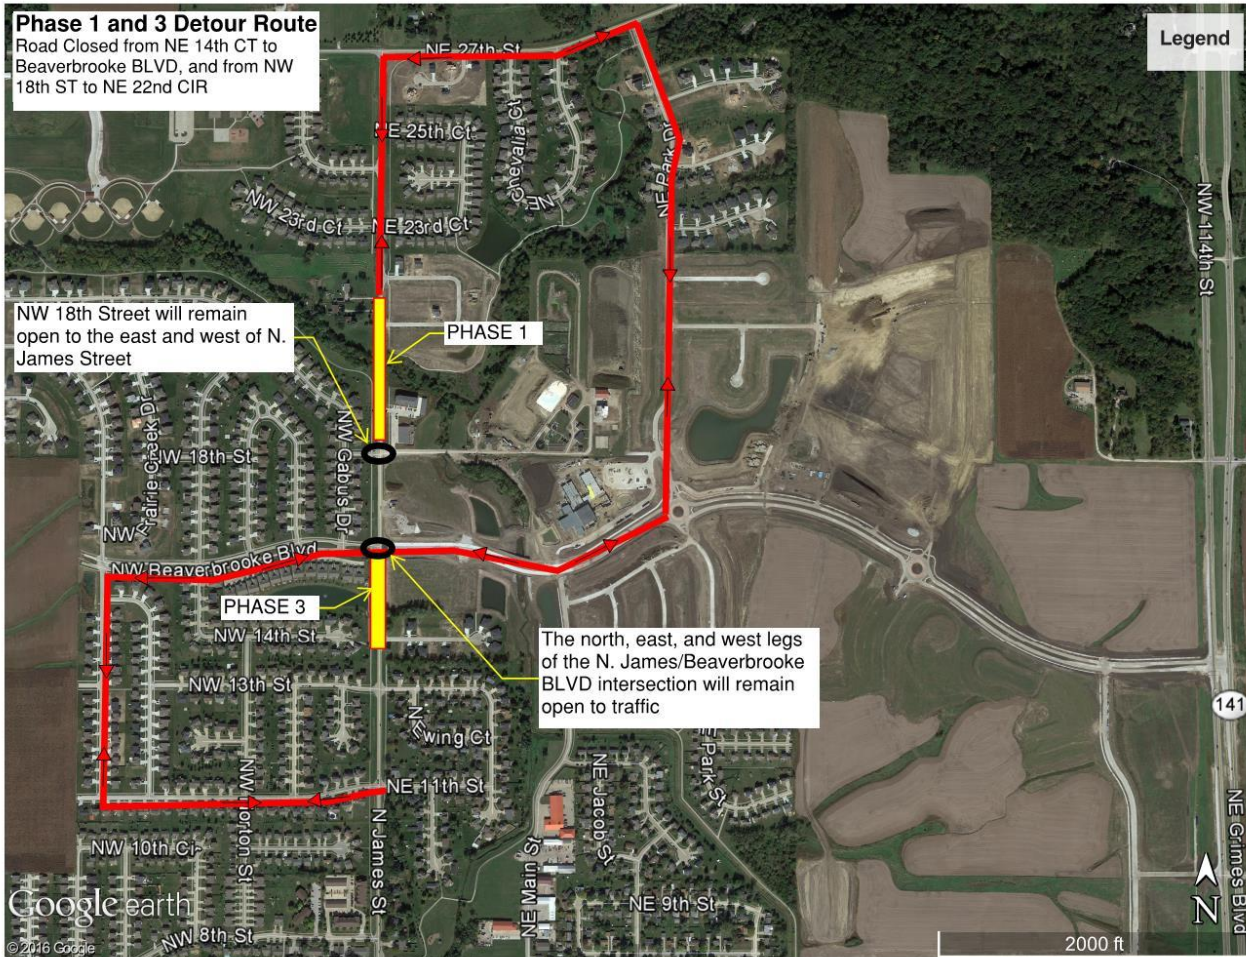 Phase 1 and 3 Detour Route
Road Closed from NE 14th CT to
Beaverbrooke BLVD, and from NW
18th ST to NE 22nd CIR
Legend
NE 27th St
NE 25th Ct
NE Chevalia Ct
NE Park Dr
NW 23rd Ct
NE 23rd Ct
NW 114th St
NW 18th Street will remain
open to the east and west of N.
James Street
PHASE 1
Prairie Creek Dr
NW 18th St
NW Gabus Dr
NW
NW Beaverbrooke Blvd
PHASE 3
NW 14th St
The north, east, and west legs
of the N. James/Beaverbrooke
BLVD intersection will remain
open to traffic
NW 13th St
141
NE wing Ct
NE Park St
NE 11th St
NW Norton St
N James St
NE Jacob St
NE Main St
NW 10th Cir
NE Grimes Blvd
N
NE 9th St
NW 8th St
Google earth
© 2016 Google
2000 ft